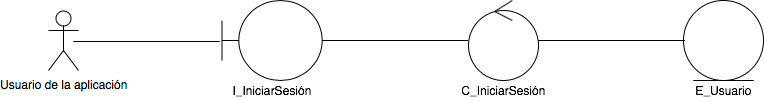 Usuario de la aplicación
I_IniciarSesión
C_IniciarSesión
E_Usuario